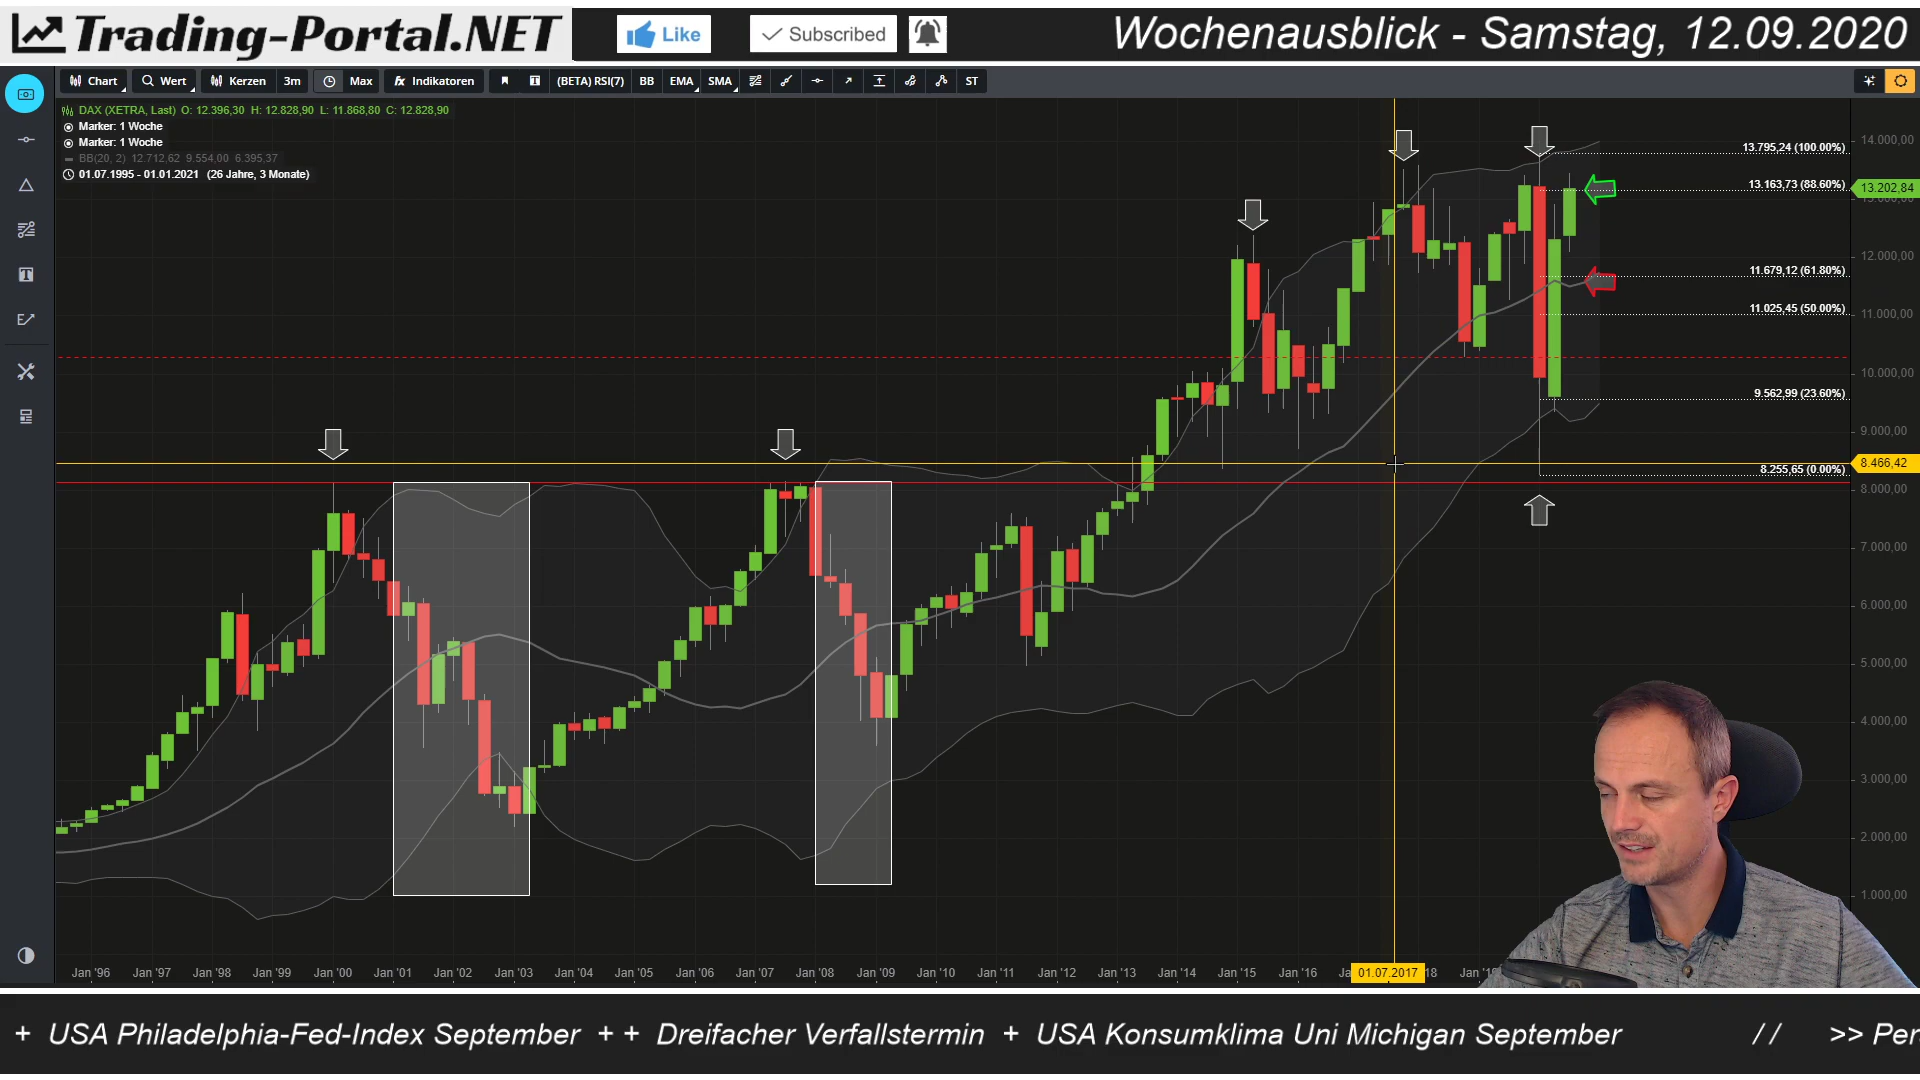 Trading-Portal.NET
Like
Subscribed
Wochenausblick - Samstag, 12.09.2020
Chart
Wert
Kerzen
3m
Max
fx Indikatoren
T
(BETA) RSI(7)
BB
EMA
SMA
ST
DAX (XETRA, Last) O: 12.396,30 H: 12.828,90 L: 11.868,80 C: 12.828,90
Marker: 1 Woche
Marker: 1 Woche
BB(20, 2) 12.712,62 9.554,00 6.395,37
01.07.1995 - 01.01.2021 (26 Jahre, 3 Monate)
13.795,24 (100.00%)
13.163,73 (88.60%)
11.679,12 (61.80%)
11.025,45 (50.00%)
9.562,99 (23.60%)
8.255,65 (0.00%)
14.000,00
13.202,84
12.000,00
11.000,00
10.000,00
9.000,00
8.466,42
8.000,00
7.000,00
6.000,00
5.000,00
4.000,00
3.000,00
2.000,00
1.000,00
Jan '96 Jan '97 Jan '98 Jan '99 Jan '00 Jan '01 Jan '02 Jan '03 Jan '04 Jan '05 Jan '06 Jan '07 Jan '08 Jan '09 Jan '10 Jan '11 Jan '12 Jan '13 Jan '14 Jan '15 Jan '16 01.07.2017 18
+ USA Philadelphia-Fed-Index September + + Dreifacher Verfallstermin + USA Konsumklima Uni Michigan September // >> Per